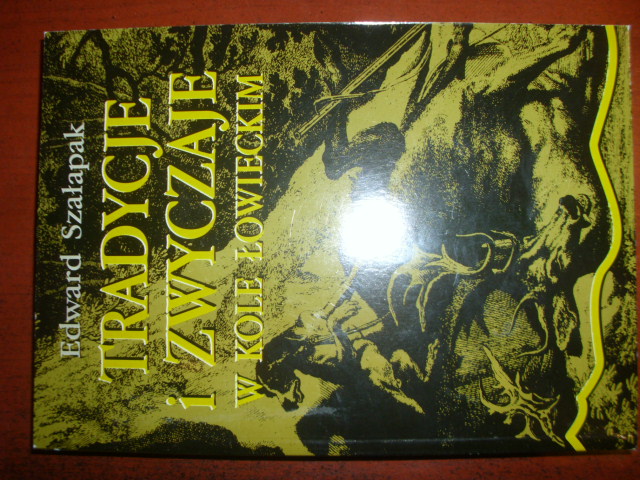 Edward Szałapak
TRADYCJE
i ZWYCZAJE
W KOLE ŁOWIECKIM